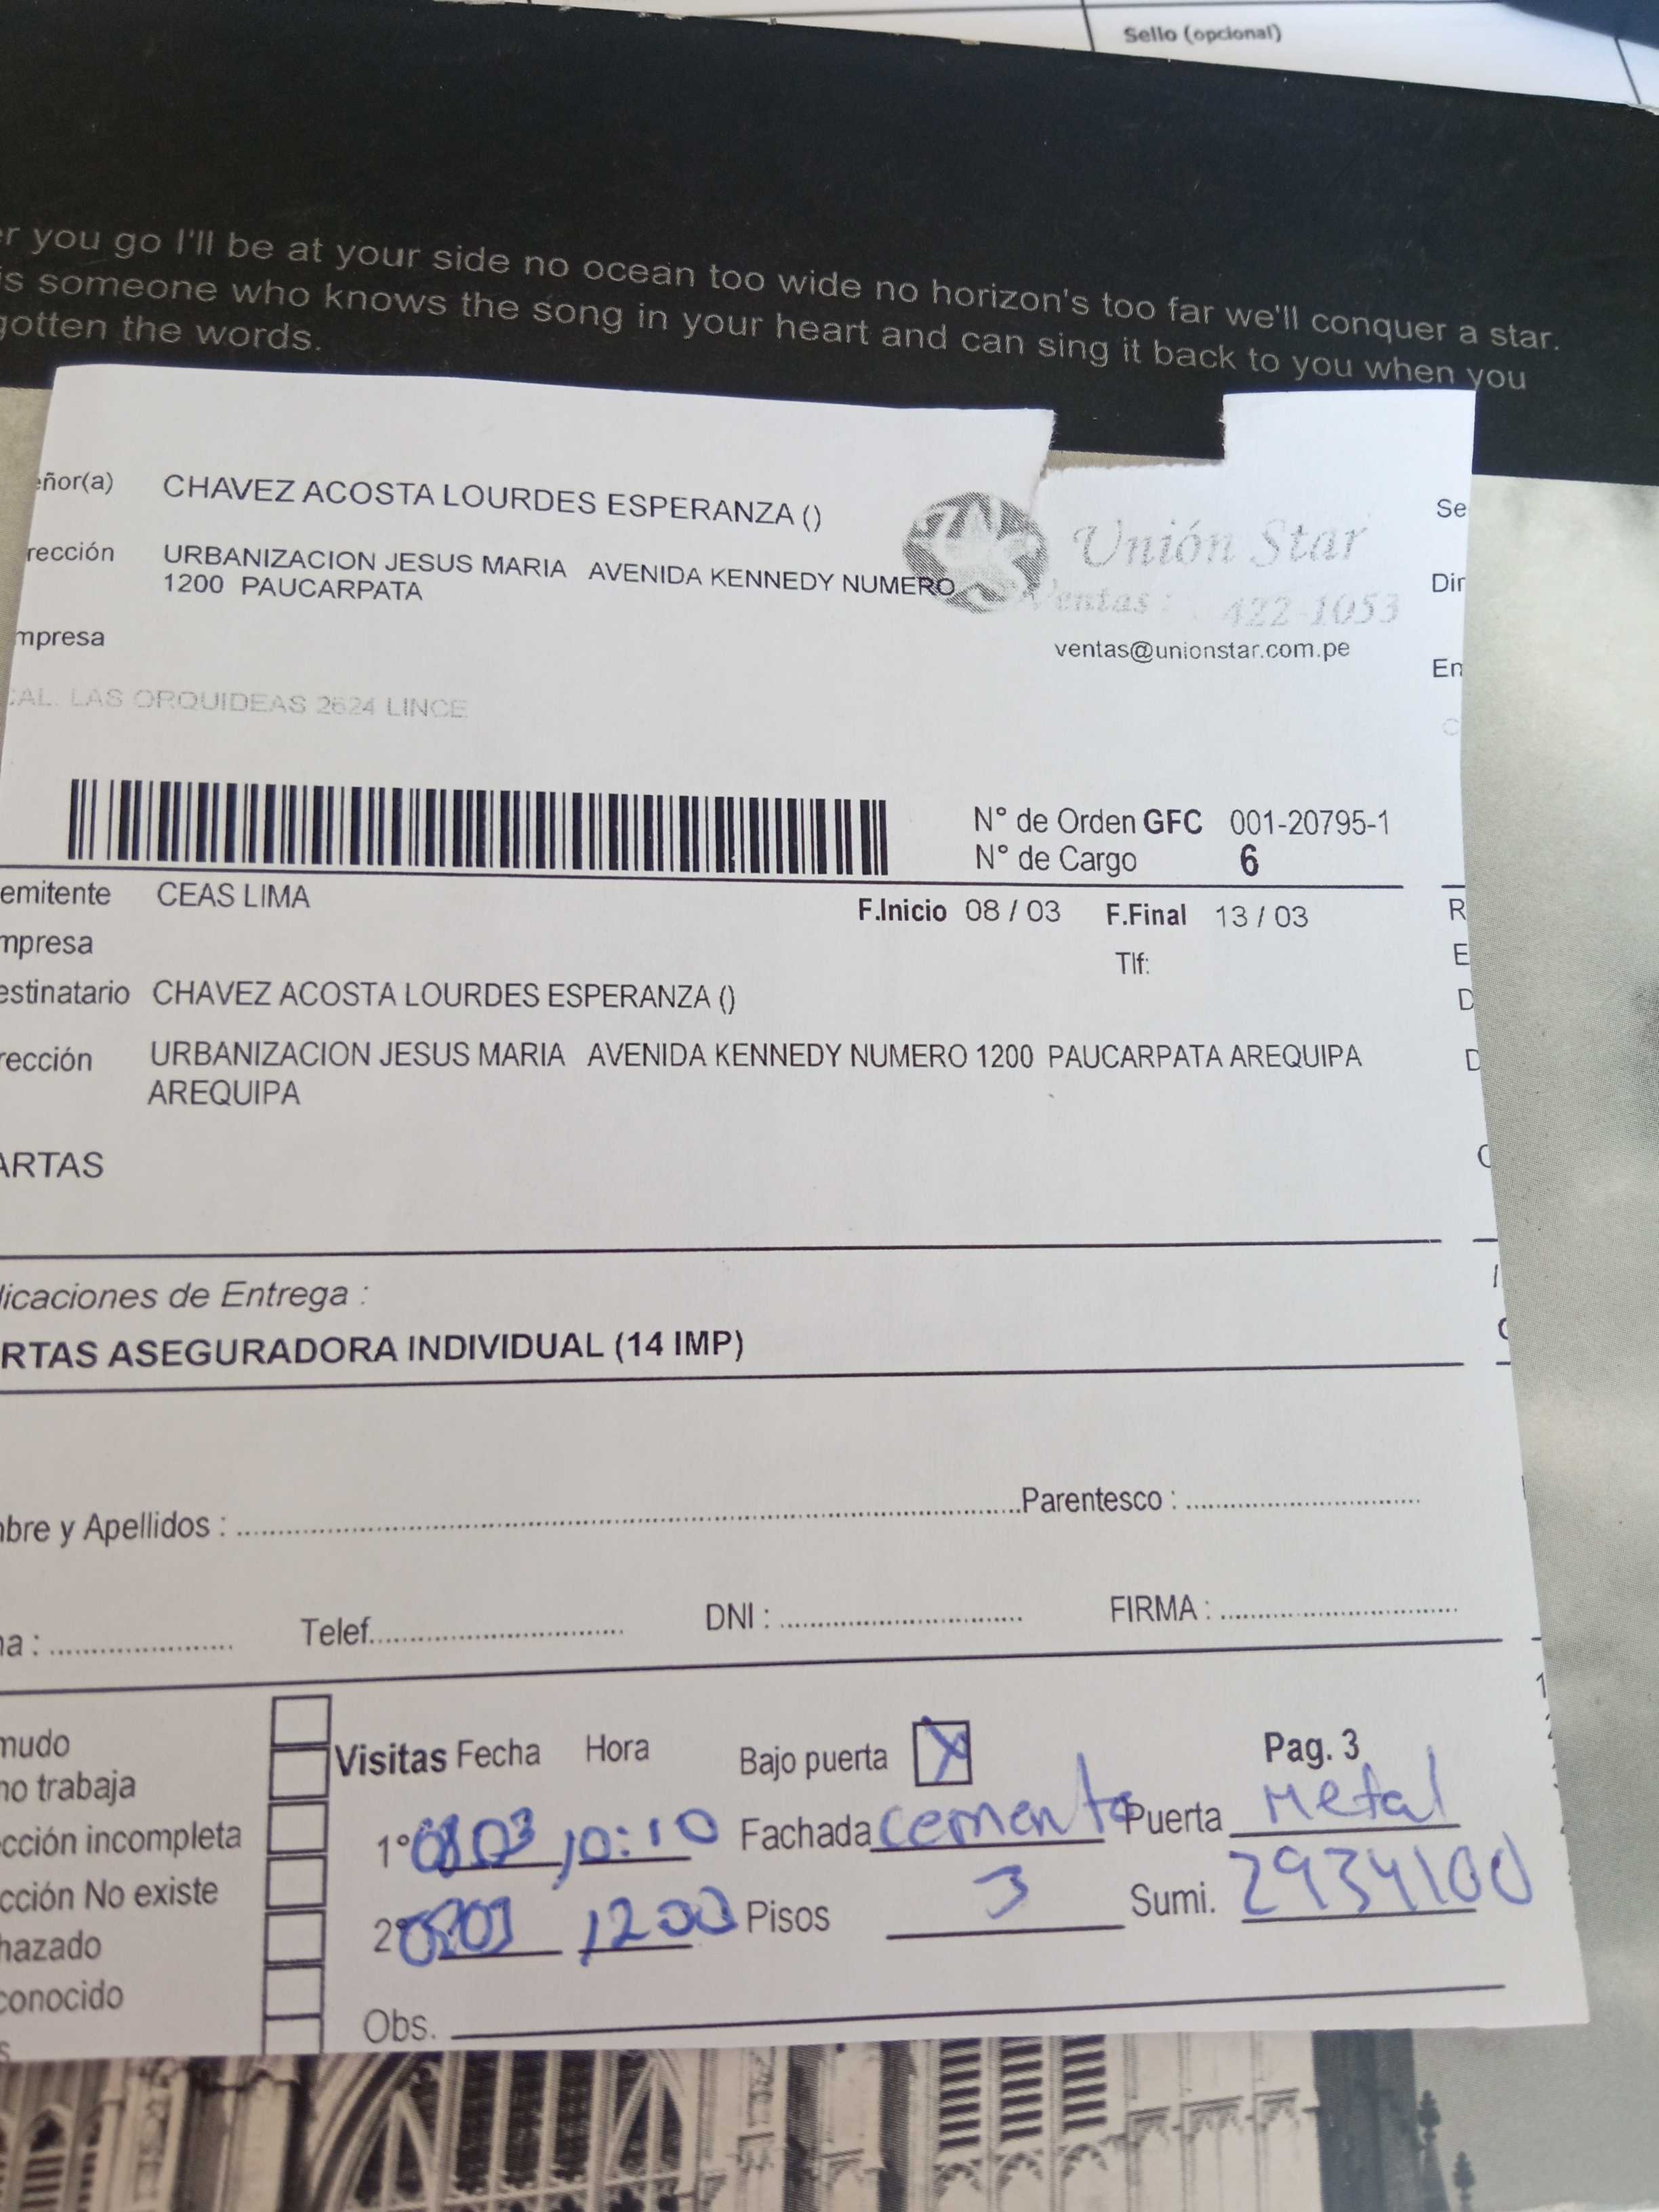 Sello (opcional)
er you go I'll be at your side no ocean too wide no horizon's too far we'll conquer a star.
is someone who knows the song in your heart and can sing it back to you when you
gotten the words.
eñor(a) CHAVEZ ACOSTA LOURDES ESPERANZA ()
rección URBANIZACION JESUS MARIA AVENIDA KENNEDY NUMERO
1200 PAUCARPATA
mpresa
Unión Star
Ventas : 422-1053
ventas@unionstar.com.pe
Se
Dir
En
CAL. LAS ORQUIDEAS 2624 LINCE
N° de Orden GFC 001-20795-1
N° de Cargo 6
emitente CEAS LIMA F.Inicio 08 / 03 F.Final 13 / 03
R
mpresa Tlf:
E
estinatario CHAVEZ ACOSTA LOURDES ESPERANZA ()
D
rección URBANIZACION JESUS MARIA AVENIDA KENNEDY NUMERO 1200 PAUCARPATA AREQUIPA
AREQUIPA
D
ARTAS
C
licaciones de Entrega :
RTAS ASEGURADORA INDIVIDUAL (14 IMP)
bre y Apellidos : Parentesco :
a : Telef. DNI : FIRMA :
mudo
no trabaja
cción incompleta
cción No existe
hazado
conocido
s
Visitas Fecha Hora Bajo puerta X Pag. 3
1° 10:10 Fachada cemento Puerta Metal
2° 1200 Pisos 3 Sumi. 2934100
Obs.